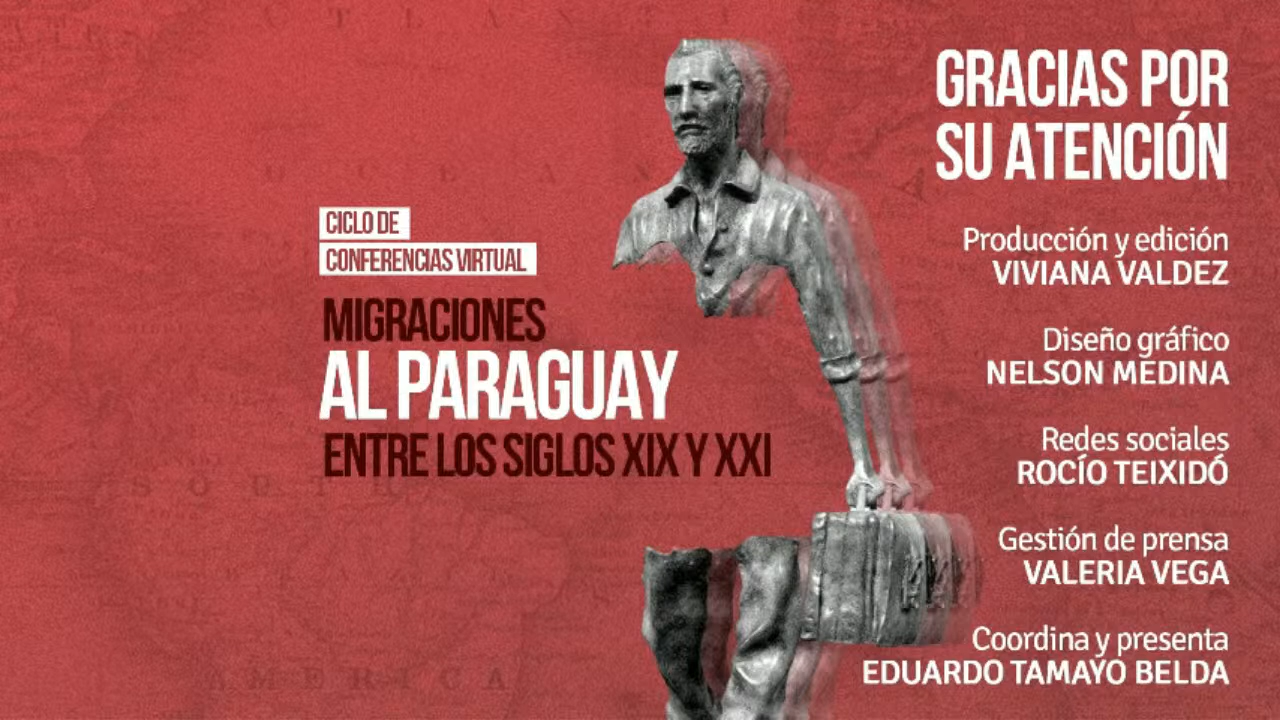 CICLO DE
CONFERENCIAS VIRTUAL
MIGRACIONES
AL PARAGUAY
ENTRE LOS SIGLOS XIX Y XXI
GRACIAS POR
SU ATENCIÓN
Producción y edición
VIVIANA VALDEZ
Diseño gráfico
NELSON MEDINA
Redes sociales
ROCÍO TEIXIDÓ
Gestión de prensa
VALERIA VEGA
Coordina y presenta
EDUARDO TAMAYO BELDA
AMERICA